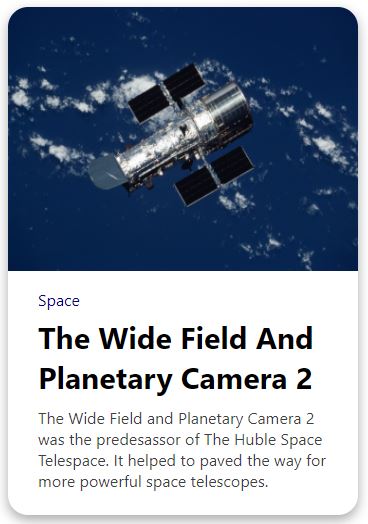 Space
The Wide Field And
Planetary Camera 2
The Wide Field and Planetary Camera 2
was the predesassor of The Huble Space
Telespace. It helped to paved the way for
more powerful space telescopes.